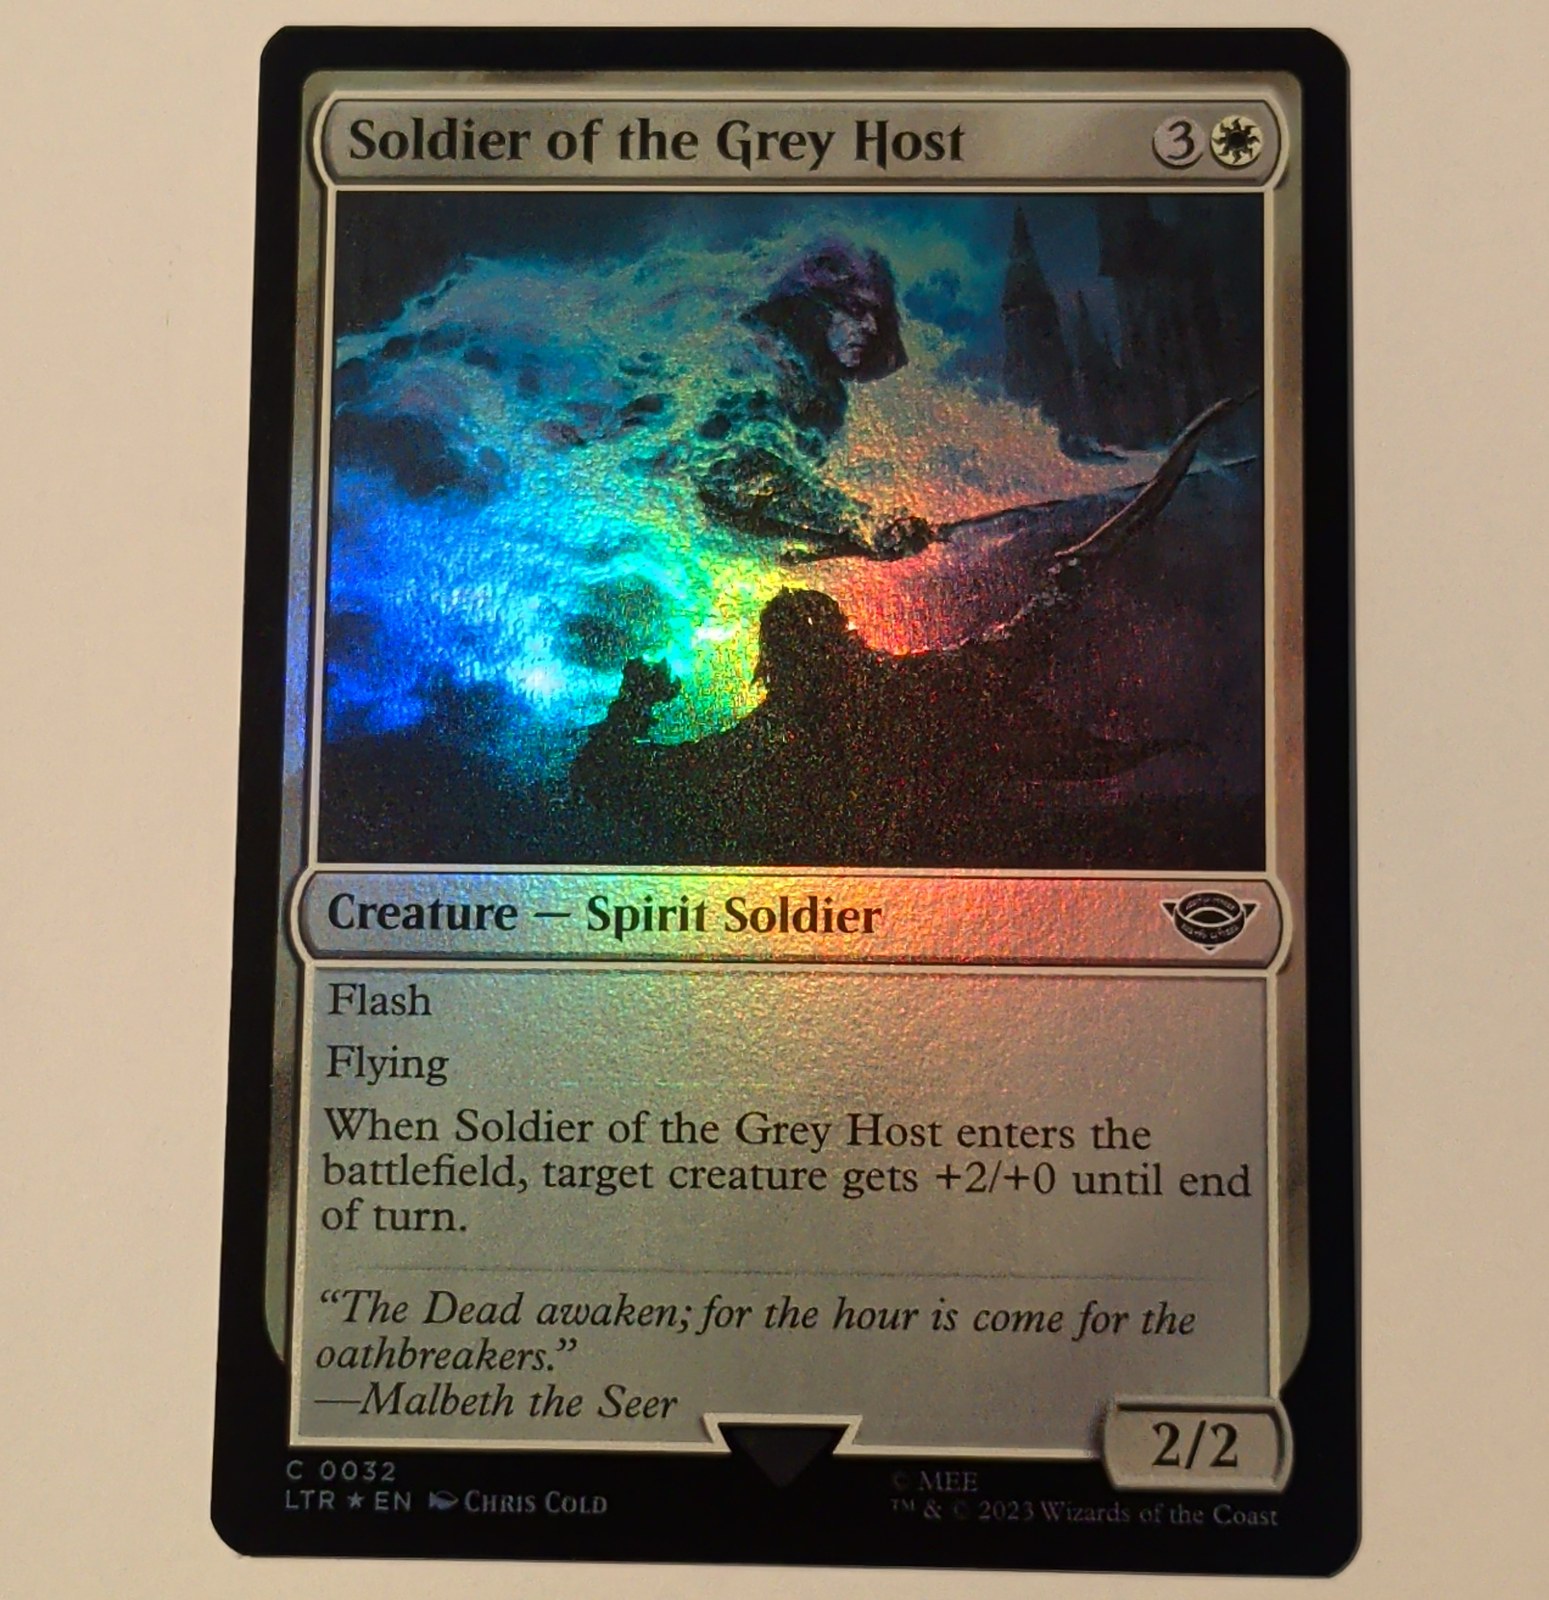 Soldier of the Grey Host 3
Creature — Spirit Soldier
Flash
Flying
When Soldier of the Grey Host enters the
battlefield, target creature gets +2/+0 until end
of turn.
“The Dead awaken; for the hour is come for the
oathbreakers.”
—Malbeth the Seer
2/2
C 0032
LTR ★ EN CHRIS COLD
© MEE
™ & © 2023 Wizards of the Coast